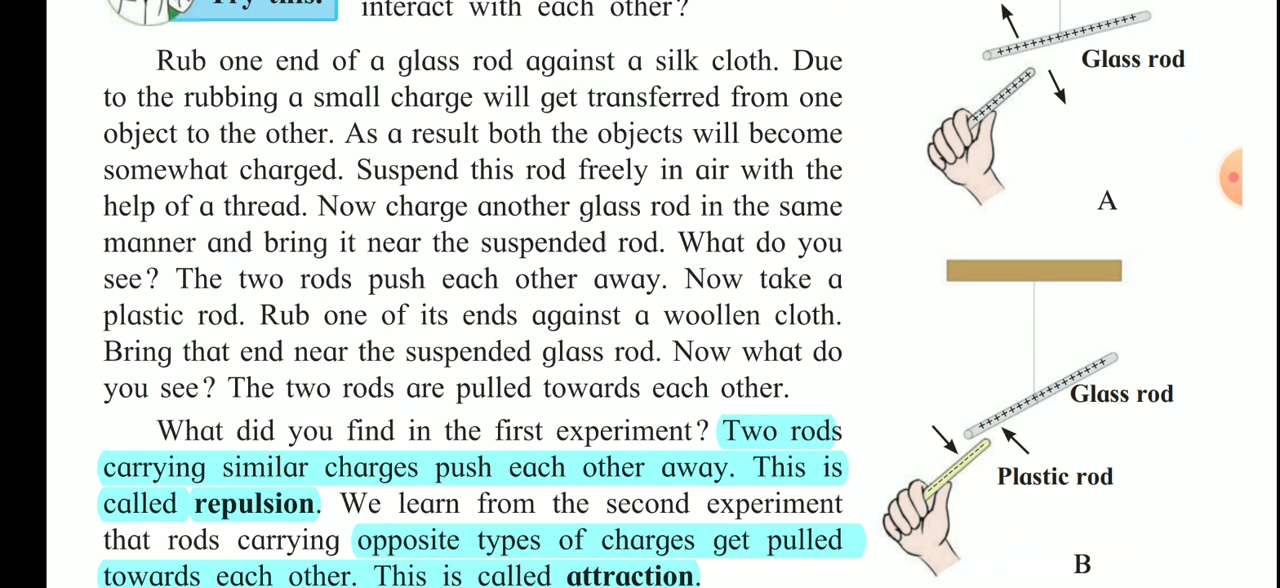 Try this.
interact with each other?
Rub one end of a glass rod against a silk cloth. Due
to the rubbing a small charge will get transferred from one
object to the other. As a result both the objects will become
somewhat charged. Suspend this rod freely in air with the
help of a thread. Now charge another glass rod in the same
manner and bring it near the suspended rod. What do you
see? The two rods push each other away. Now take a
plastic rod. Rub one of its ends against a woollen cloth.
Bring that end near the suspended glass rod. Now what do
you see? The two rods are pulled towards each other.
What did you find in the first experiment? Two rods
carrying similar charges push each other away. This is
called repulsion. We learn from the second experiment
that rods carrying opposite types of charges get pulled
towards each other. This is called attraction.
Glass rod
A
Glass rod
Plastic rod
B